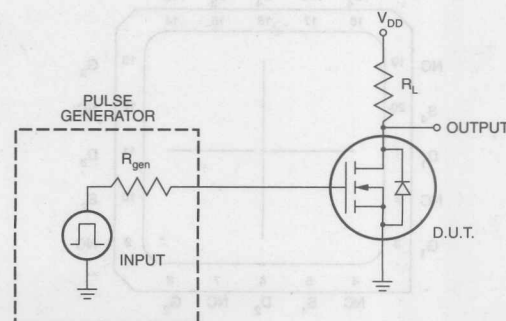 V_DD
R_L
PULSE
GENERATOR
OUTPUT
R_gen
D.U.T.
INPUT